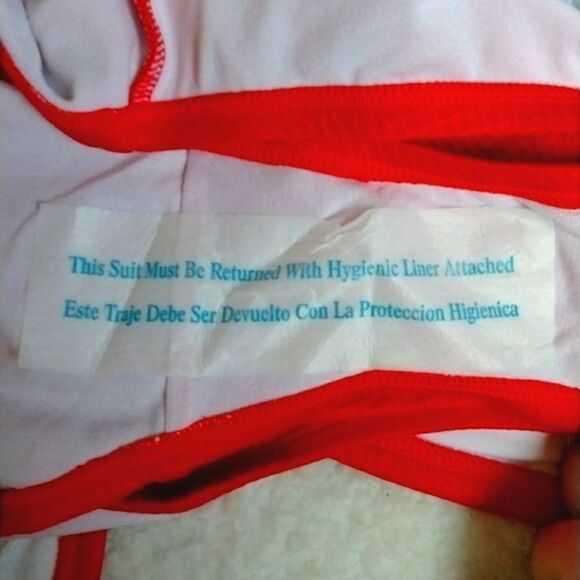 This Suit Must Be Returned With Hygienic Liner Attached
Este Traje Debe Ser Devuelto Con La Proteccion Higienica